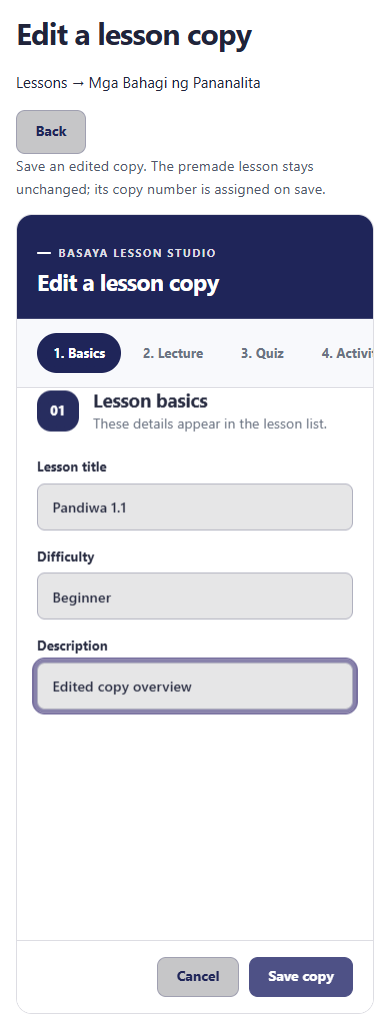 Edit a lesson copy
Lessons → Mga Bahagi ng Pananalita
Back
Save an edited copy. The premade lesson stays
unchanged; its copy number is assigned on save.
— BASAYA LESSON STUDIO
Edit a lesson copy
1. Basics
2. Lecture
3. Quiz
4. Activi
01
Lesson basics
These details appear in the lesson list.
Lesson title
Pandiwa 1.1
Difficulty
Beginner
Description
Edited copy overview
Cancel
Save copy